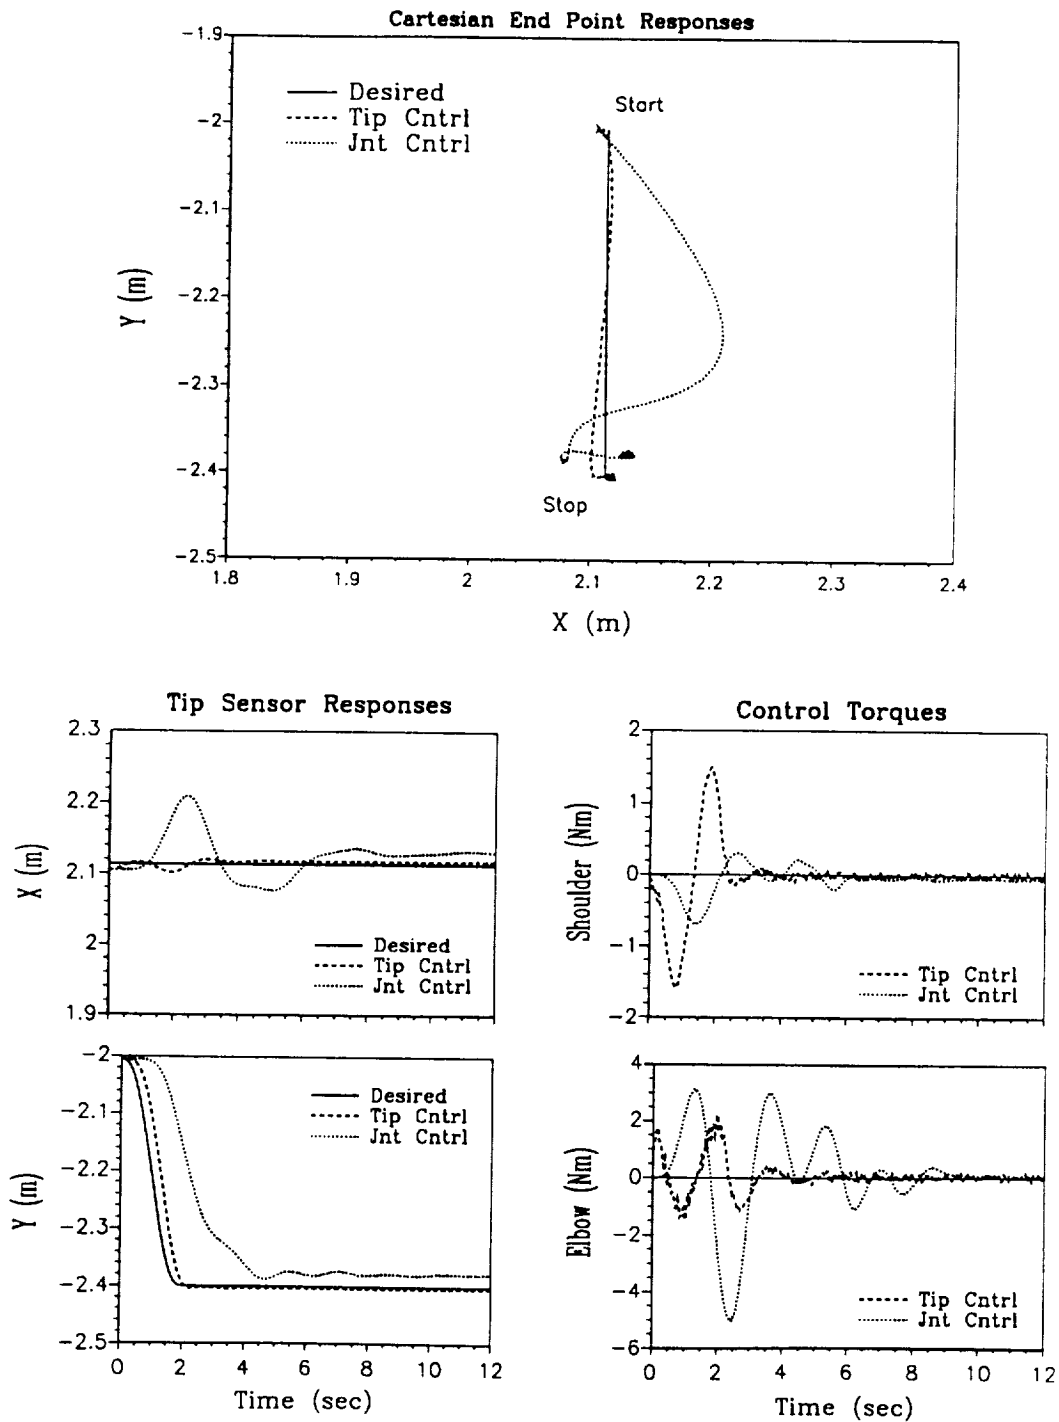 Cartesian End Point Responses
-1.9
-2
-2.1
-2.2
-2.3
-2.4
-2.5
Y (m)
Desired
Tip Cntrl
Jnt Cntrl
Start
Stop
1.8 1.9 2 2.1 2.2 2.3 2.4
X (m)
Tip Sensor Responses
2.3
2.2
2.1
2
1.9
X (m)
Desired
Tip Cntrl
Jnt Cntrl
-2
-2.1
-2.2
-2.3
-2.4
-2.5
Y (m)
Desired
Tip Cntrl
Jnt Cntrl
0 2 4 6 8 10 12
Time (sec)
Control Torques
2
1
0
-1
-2
Shoulder (Nm)
Tip Cntrl
Jnt Cntrl
4
2
0
-2
-4
-6
Elbow (Nm)
Tip Cntrl
Jnt Cntrl
0 2 4 6 8 10 12
Time (sec)